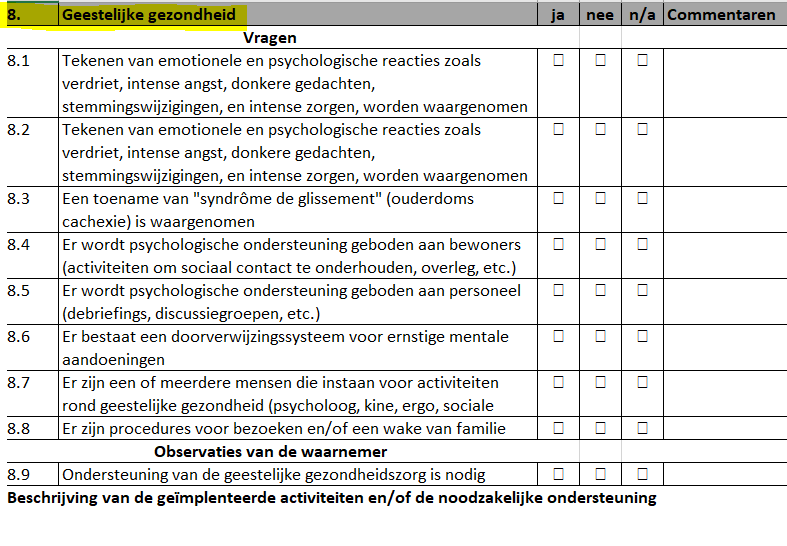 8. Geestelijke gezondheid ja nee n/a Commentaren
Vragen
8.1 Tekenen van emotionele en psychologische reacties zoals ☐ ☐ ☐
verdriet, intense angst, donkere gedachten,
stemmingswijzigingen, en intense zorgen, worden waargenomen
8.2 Tekenen van emotionele en psychologische reacties zoals ☐ ☐ ☐
verdriet, intense angst, donkere gedachten,
stemmingswijzigingen, en intense zorgen, worden waargenomen
8.3 Een toename van "syndrôme de glissement" (ouderdoms ☐ ☐ ☐
cachexie) is waargenomen
8.4 Er wordt psychologische ondersteuning geboden aan bewoners ☐ ☐ ☐
(activiteiten om sociaal contact te onderhouden, overleg, etc.)
8.5 Er wordt psychologische ondersteuning geboden aan personeel ☐ ☐ ☐
(debriefings, discussiegroepen, etc.)
8.6 Er bestaat een doorverwijzingssysteem voor ernstige mentale ☐ ☐ ☐
aandoeningen
8.7 Er zijn een of meerdere mensen die instaan voor activiteiten ☐ ☐ ☐
rond geestelijke gezondheid (psycholoog, kine, ergo, sociale
8.8 Er zijn procedures voor bezoeken en/of een wake van familie ☐ ☐ ☐
Observaties van de waarnemer
8.9 Ondersteuning van de geestelijke gezondheidszorg is nodig ☐ ☐ ☐
Beschrijving van de geïmplenteerde activiteiten en/of de noodzakelijke ondersteuning